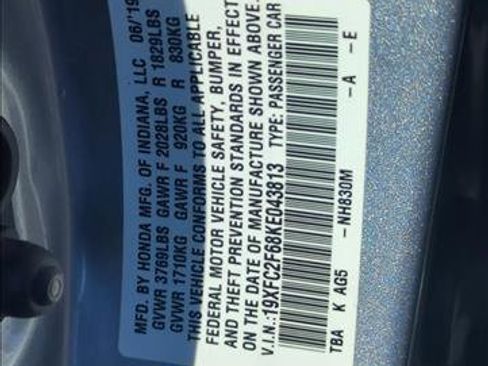 MFD. BY HONDA MFG. OF INDIANA, LLC 06/'19
GVWR 3769LBS GAWR F 2028LBS R 1829LBS
GVWR 1710KG GAWR F 920KG R 830KG
THIS VEHICLE CONFORMS TO ALL APPLICABLE
FEDERAL MOTOR VEHICLE SAFETY, BUMPER,
AND THEFT PREVENTION STANDARDS IN EFFECT
ON THE DATE OF MANUFACTURE SHOWN ABOVE.
V.I.N.:19XFC2F68KE043813 TYPE: PASSENGER CAR
TBA K AG5 -NH830M -A -E